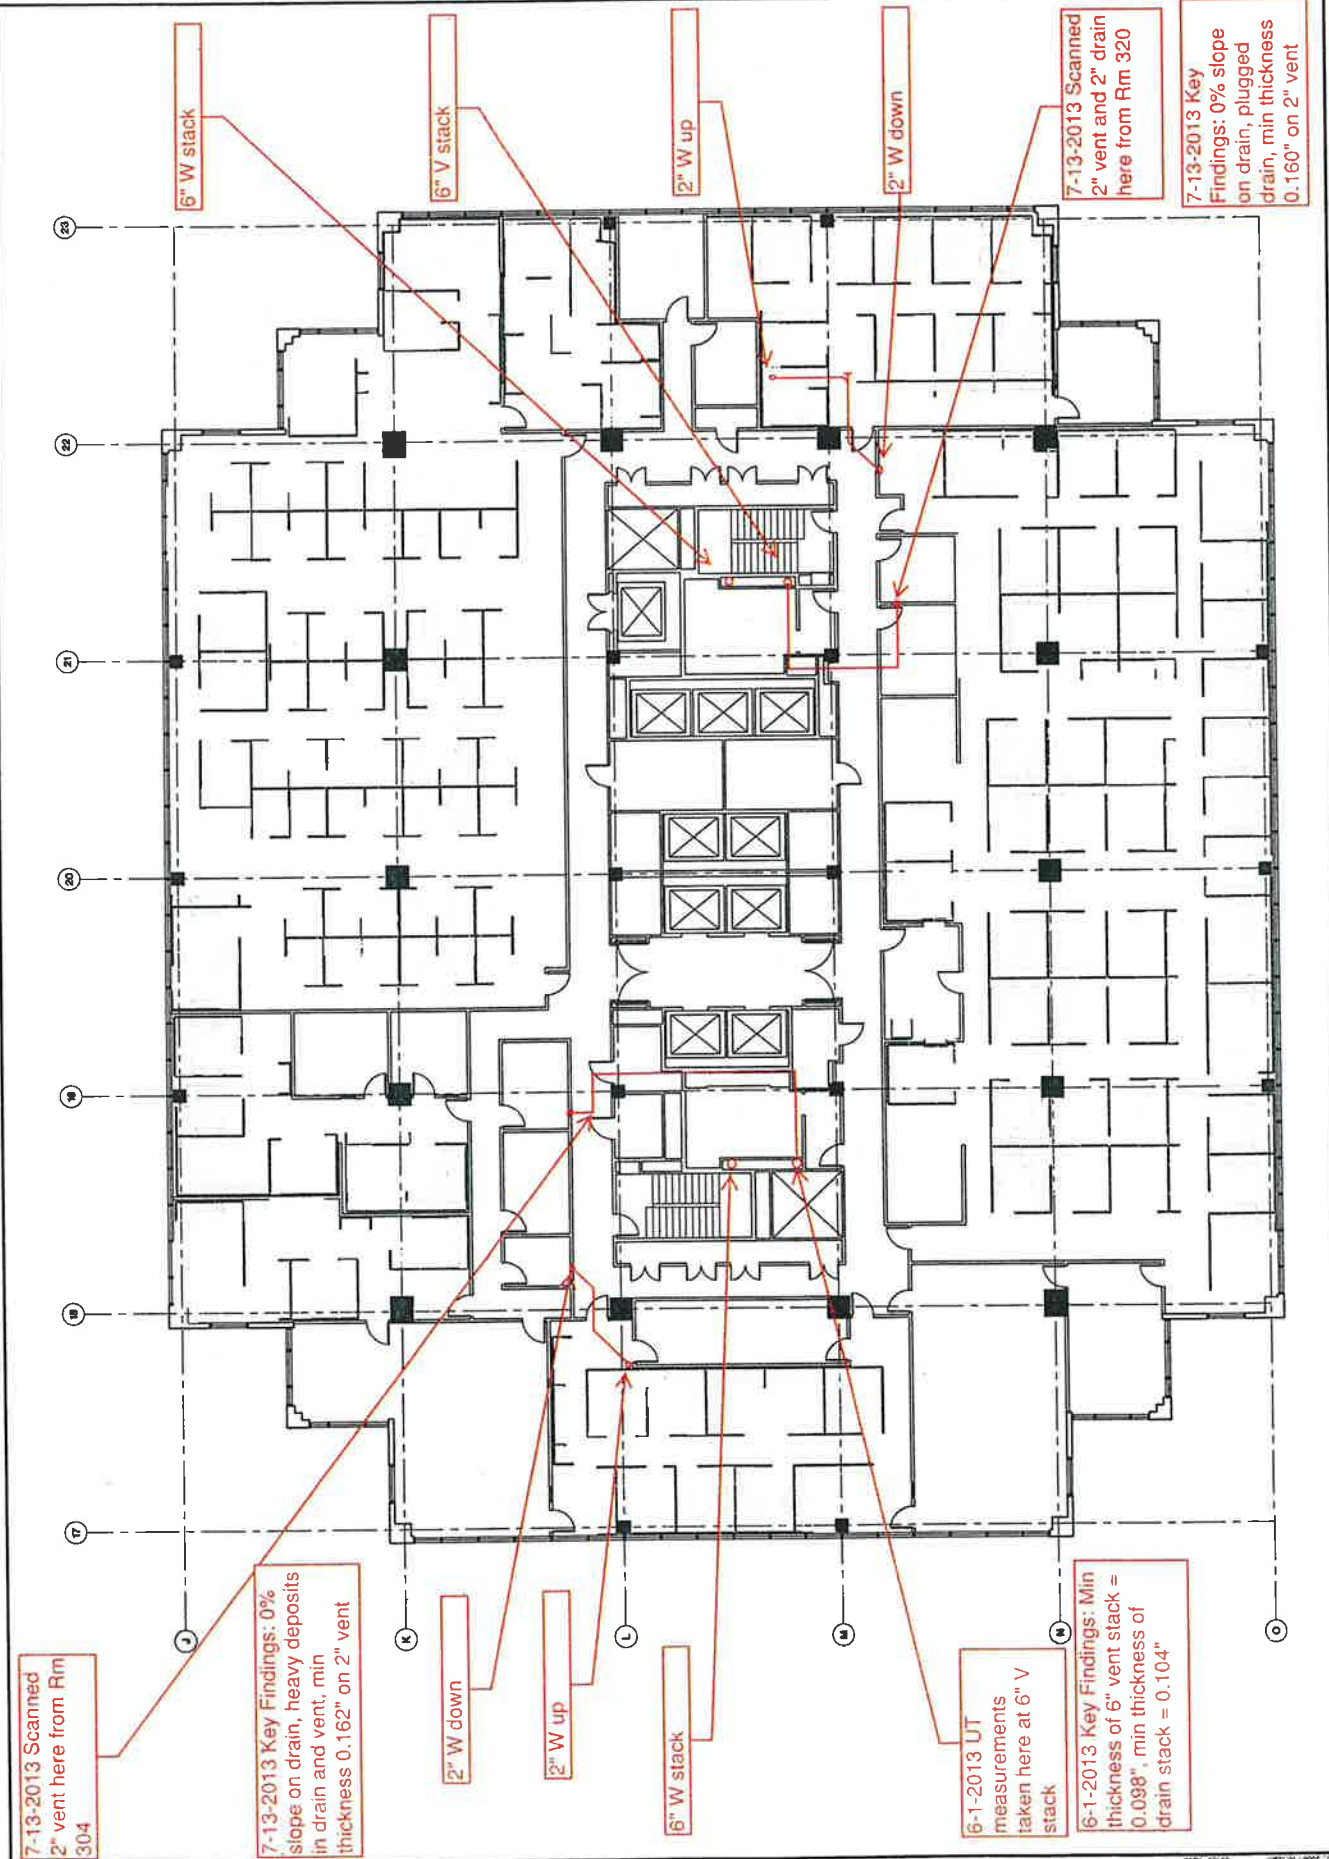 6" W stack
6" V stack
2" W up
2" W down
7-13-2013 Scanned
2" vent and 2" drain
here from Rm 320
7-13-2013 Key
Findings: 0% slope
on drain, plugged
drain, min thickness
0.160" on 2" vent
23
22
21
20
19
18
17
J
K
L
M
N
O
7-13-2013 Scanned
2" vent here from Rm
304
7-13-2013 Key Findings: 0%
slope on drain, heavy deposits
in drain and vent, min
thickness 0.162" on 2" vent
2" W down
2" W up
6" W stack
6-1-2013 UT
measurements
taken here at 6" V
stack
6-1-2013 Key Findings: Min
thickness of 6" vent stack =
0.098", min thickness of
drain stack = 0.104"